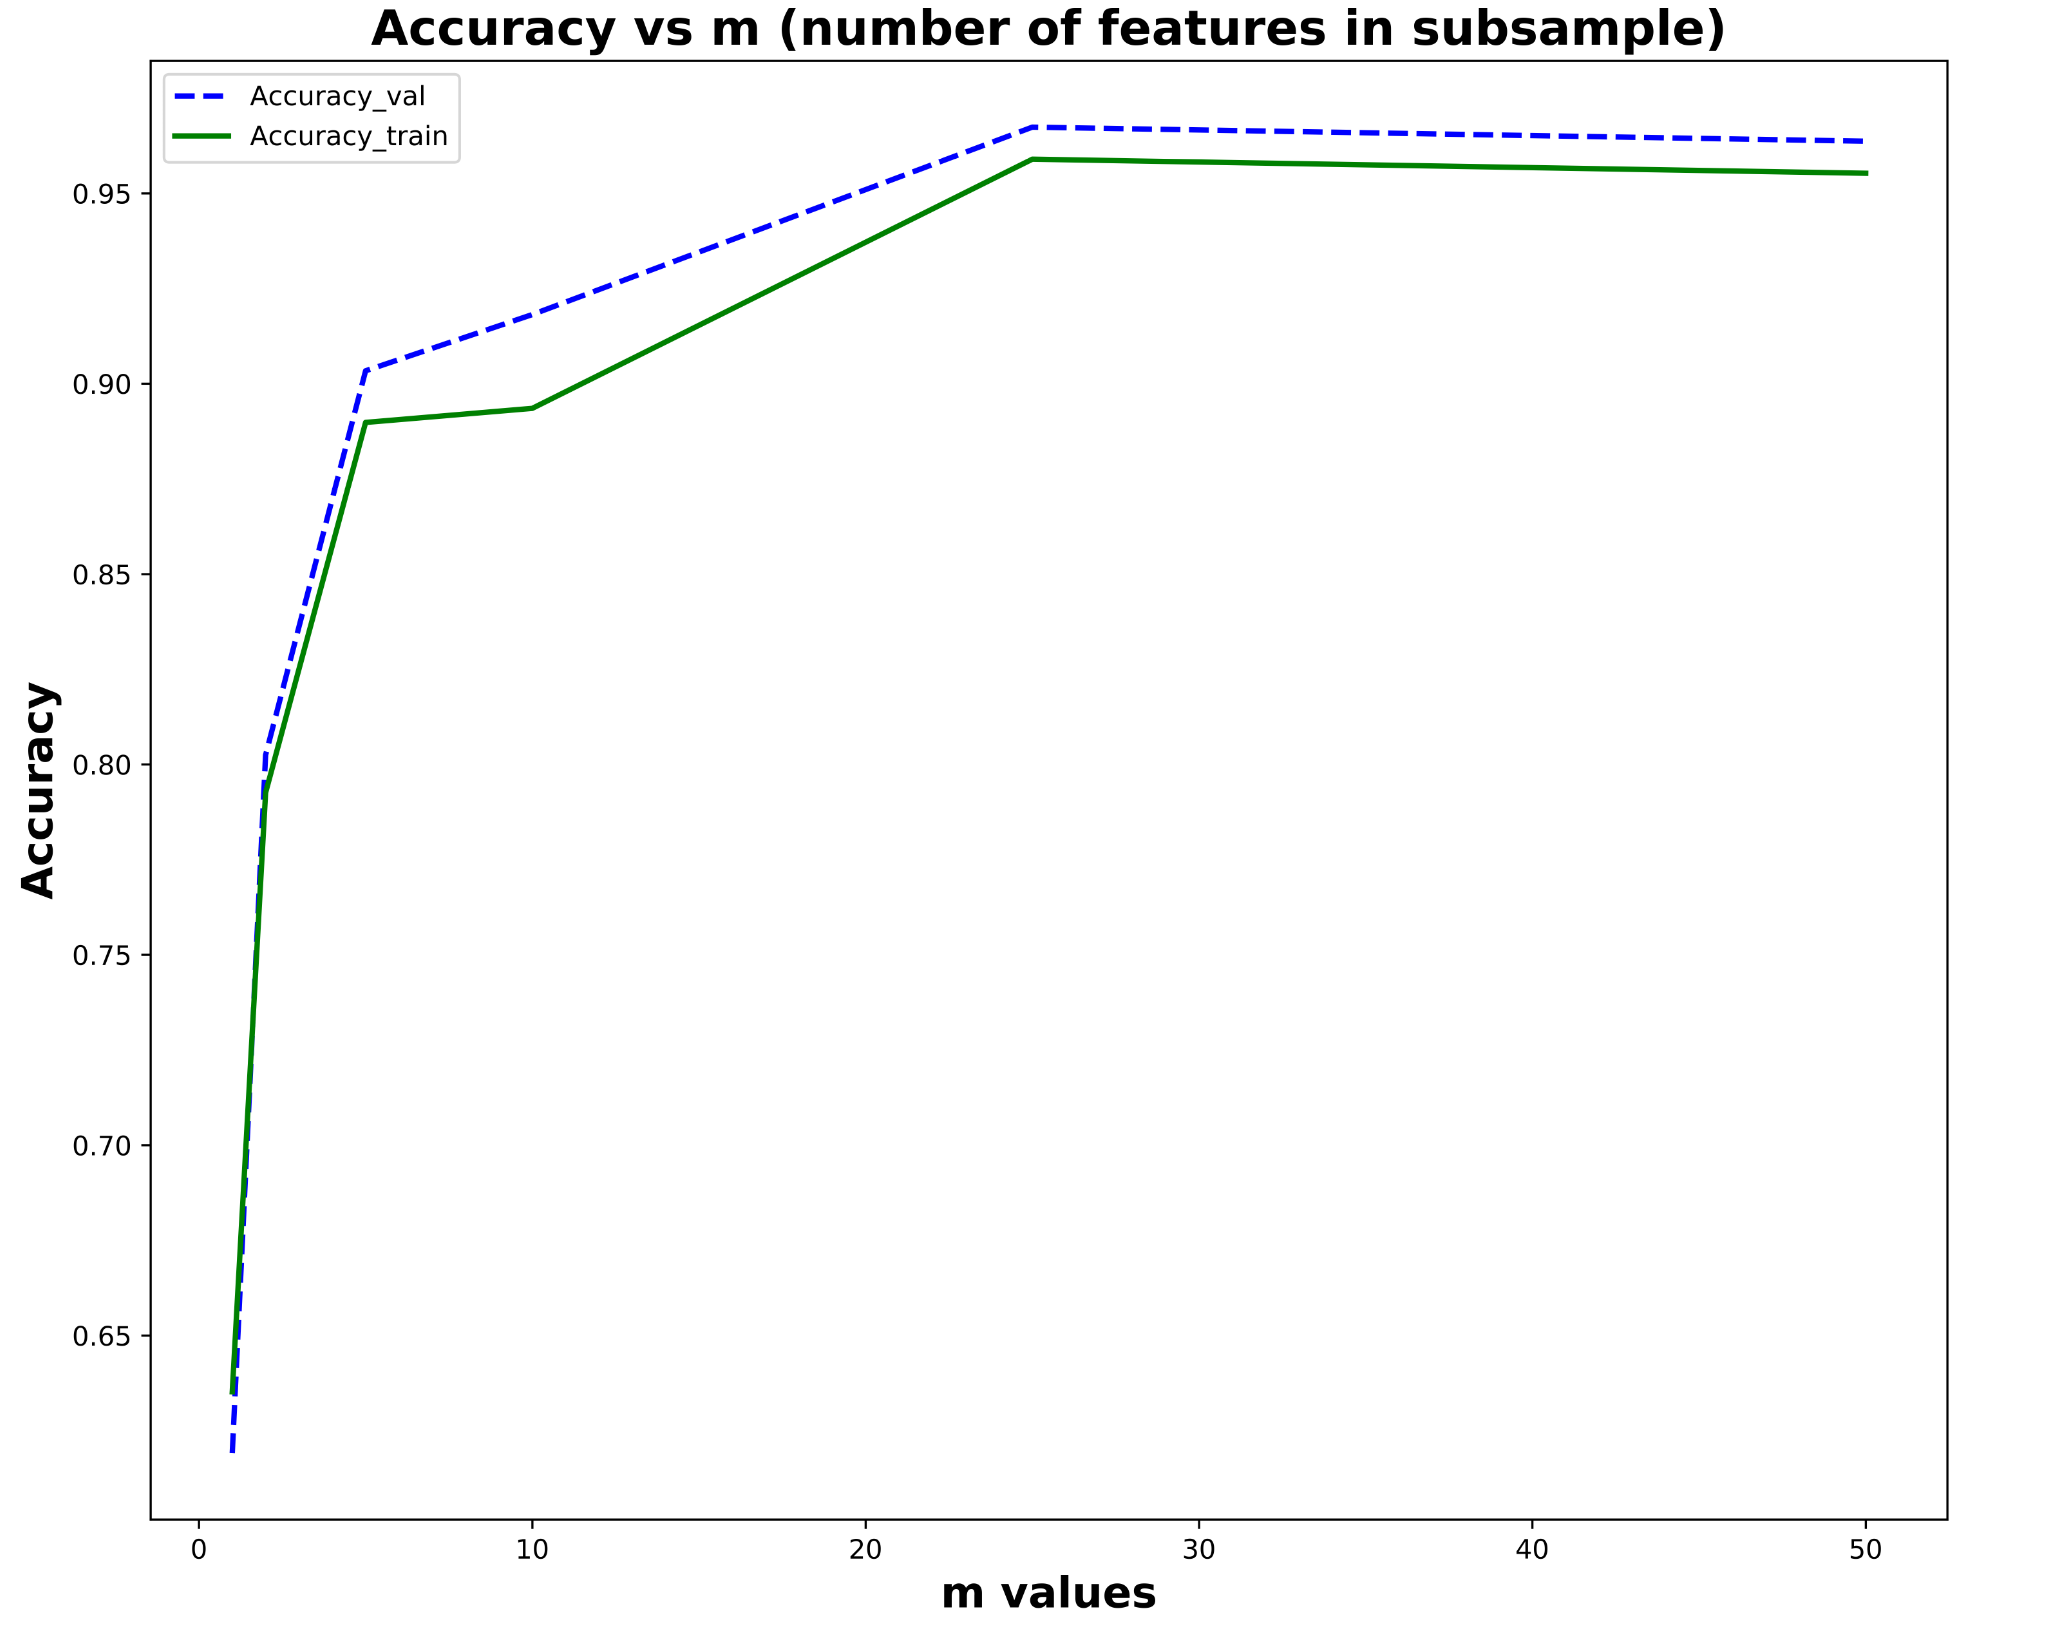 Accuracy vs m (number of features in subsample)
Accuracy_val
Accuracy_train
0.95
0.90
0.85
0.80
0.75
0.70
0.65
Accuracy
0 10 20 30 40 50
m values